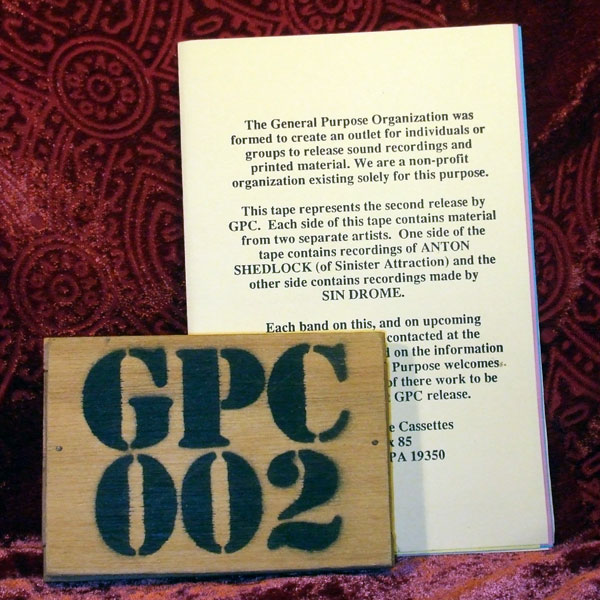 The General Purpose Organization was
formed to create an outlet for individuals or
groups to release sound recordings and
printed material. We are a non-profit
organization existing solely for this purpose.
This tape represents the second release by
GPC. Each side of this tape contains material
from two separate artists. One side of the
tape contains recordings of ANTON
SHEDLOCK (of Sinister Attraction) and the
other side contains recordings made by
SIN DROME.
Each band on this, and on upcoming
contacted at the
on the information
Purpose welcomes
of there work to be
GPC release.
Cassettes
85
PA 19350
GPC
002